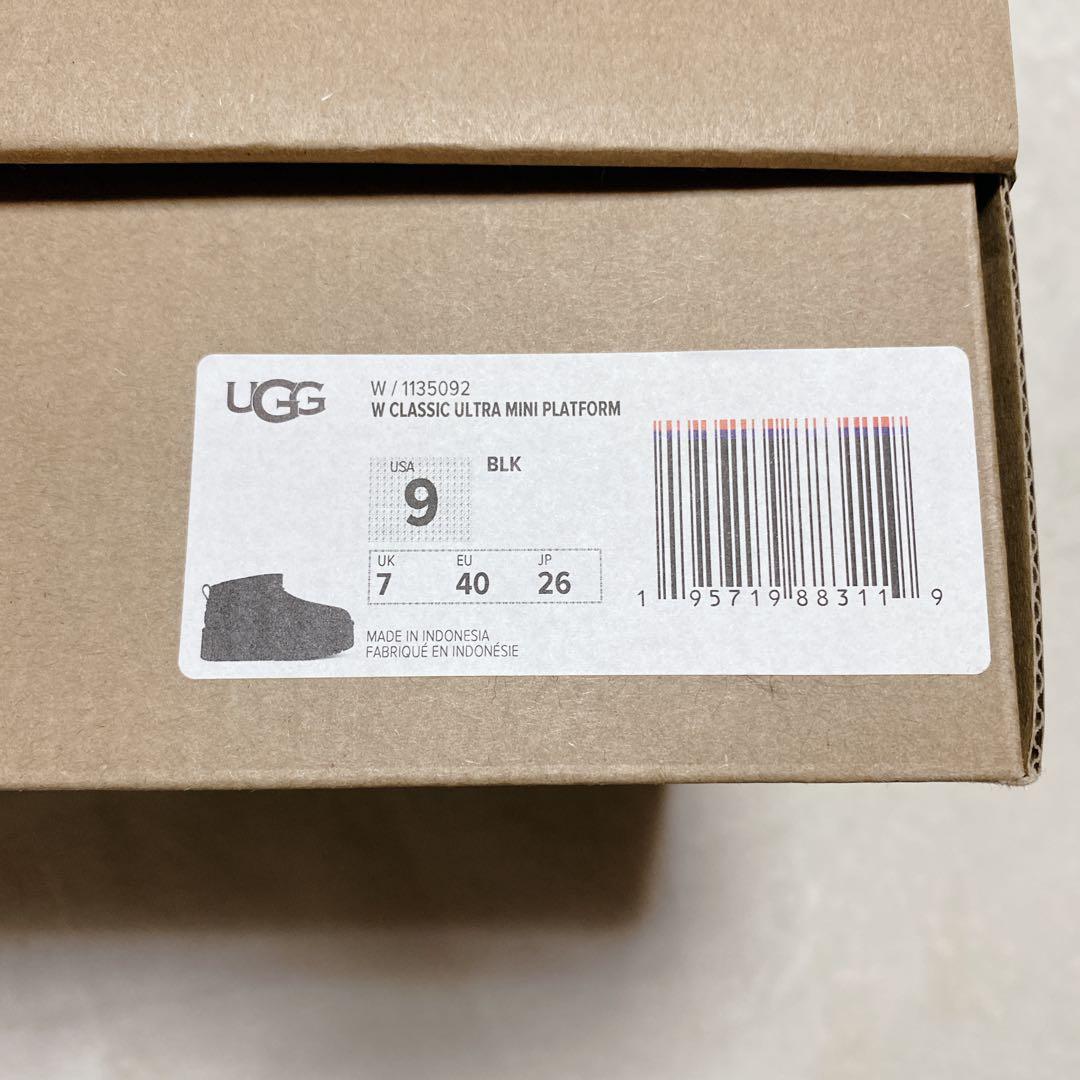 UGG
W / 1135092
W CLASSIC ULTRA MINI PLATFORM
USA
9
BLK
UK EU JP
7 40 26
MADE IN INDONESIA
FABRIQUÉ EN INDONÉSIE
1 95719 88311 9